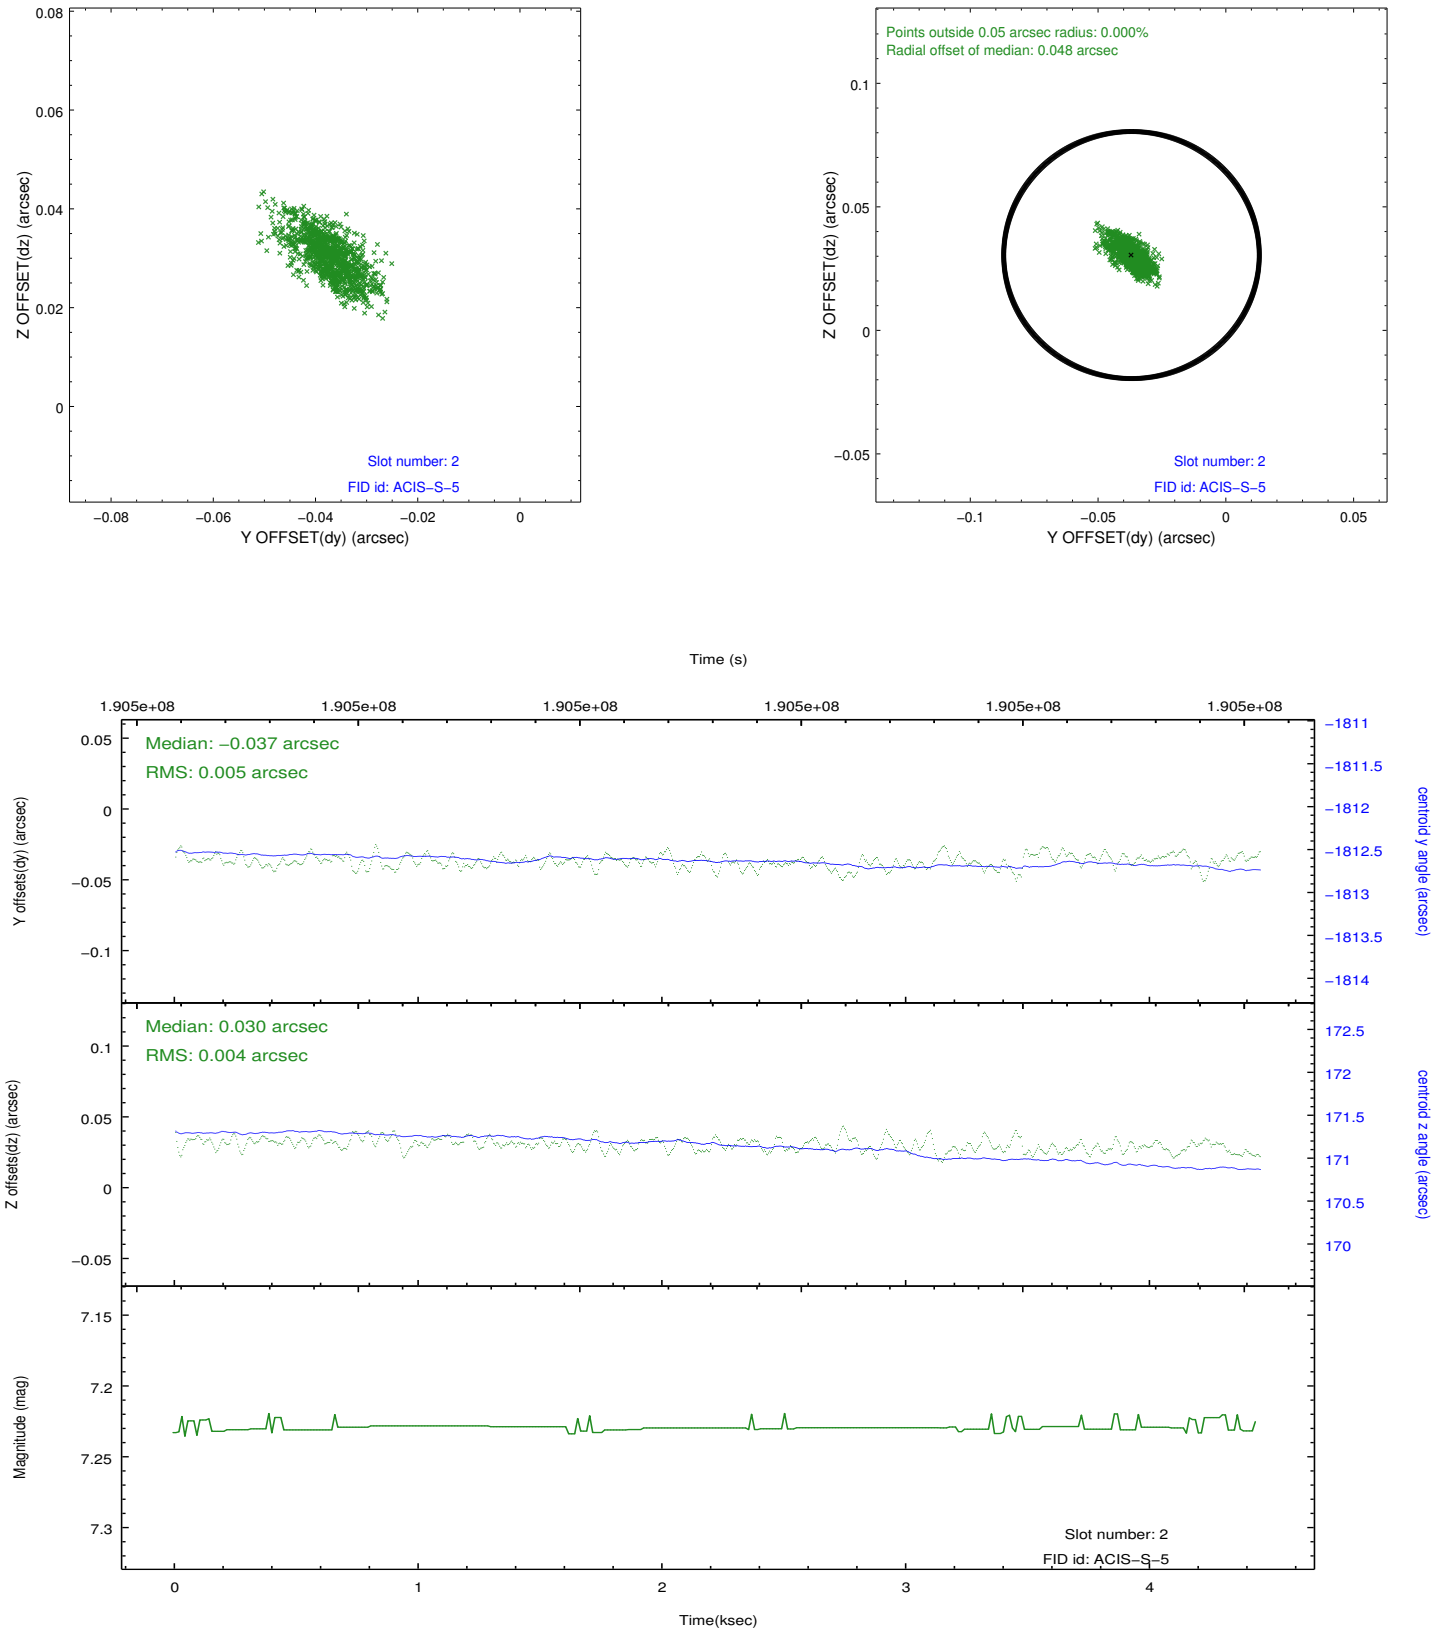 0.08
0.06
0.04
0.02
0
Z OFFSET(dz) (arcsec)
Slot number: 2
FID id: ACIS−S−5
−0.08 −0.06 −0.04 −0.02 0
Y OFFSET(dy) (arcsec)
Points outside 0.05 arcsec radius: 0.000%
Radial offset of median: 0.048 arcsec
0.1
0.05
0
−0.05
Z OFFSET(dz) (arcsec)
Slot number: 2
FID id: ACIS−S−5
−0.1 −0.05 0 0.05
Y OFFSET(dy) (arcsec)
Time (s)
1.905e+08 1.905e+08 1.905e+08 1.905e+08 1.905e+08 1.905e+08
Median: −0.037 arcsec
RMS: 0.005 arcsec
0.05
0
−0.05
−0.1
Y offsets(dy) (arcsec)
−1811
−1811.5
−1812
−1812.5
−1813
−1813.5
−1814
centroid y angle (arcsec)
Median: 0.030 arcsec
RMS: 0.004 arcsec
0.1
0.05
0
−0.05
Z offsets(dz) (arcsec)
172.5
172
171.5
171
170.5
170
centroid z angle (arcsec)
7.15
7.2
7.25
7.3
Magnitude (mag)
Slot number: 2
FID id: ACIS−S−5
0 1 2 3 4
Time(ksec)